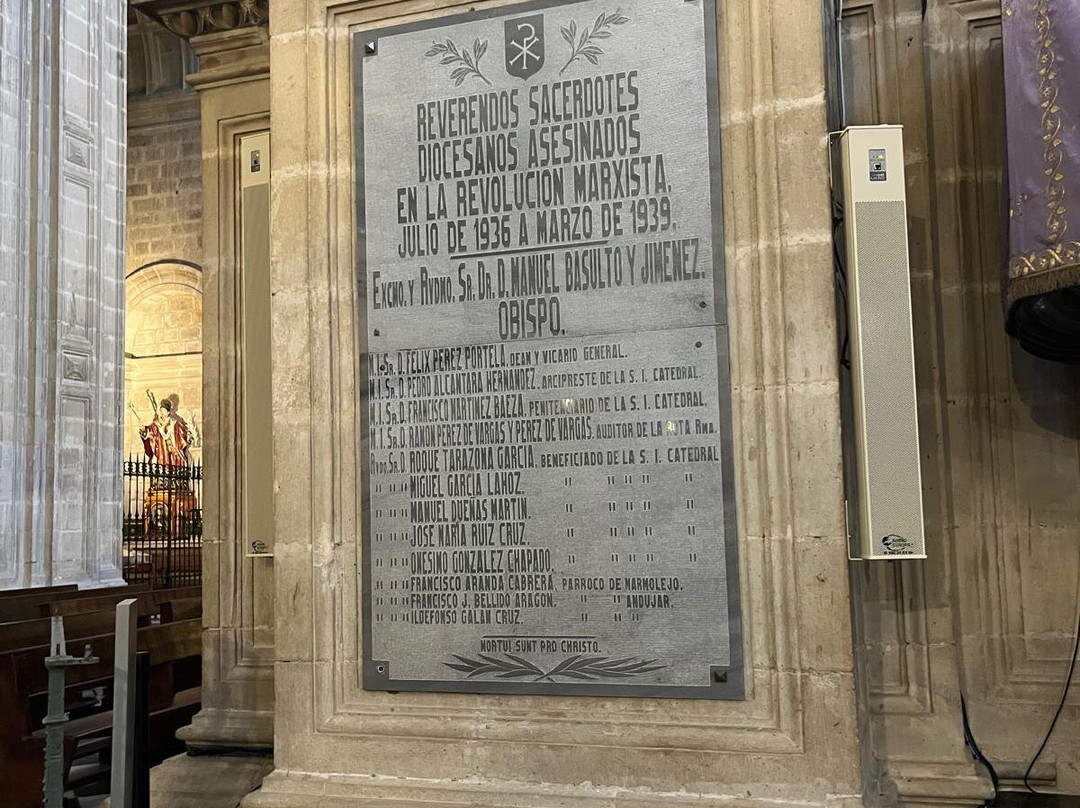 REVERENDOS SACERDOTES
DIOCESANOS ASESINADOS
EN LA REVOLUCION MARXISTA.
JULIO DE 1936 A MARZO DE 1939.
EXCMO. Y RVDMO. SR. DR. D. MANUEL BASULTO Y JIMENEZ.
OBISPO.
M.I. SR. D. FELIX PEREZ PORTELA. DEAN Y VICARIO GENERAL.
M.I. SR. D. PEDRO ALCANTARA HERNANDEZ. ARCIPRESTE DE LA S. I. CATEDRAL.
M.I. SR. D. FRANCISCO MARTINEZ BAEZA. PENITENCIARIO DE LA S. I. CATEDRAL.
M.I. SR. D. RAMON PEREZ DE VARGAS Y PEREZ DE VARGAS. AUDITOR DE LA ROTA RMA.
RVDO. SR. D. ROQUE TARAZONA GARCIA. BENEFICIADO DE LA S. I. CATEDRAL
" " " MIGUEL GARCIA LAHOZ. " " " " "
" " " MANUEL DUEÑAS MARTIN. " " " " "
" " " JOSE MARIA RUIZ CRUZ. " " " " "
" " " ONESIMO GONZALEZ CHAPADO. " " " " "
" " " FRANCISCO ARANDA CABRERA. PARROCO DE MARMOLEJO.
" " " FRANCISCO J. BELLIDO ARAGON. " " ANDUJAR.
" " " ILDEFONSO GALAN CRUZ. " " "
MORTUI SUNT PRO CHRISTO.